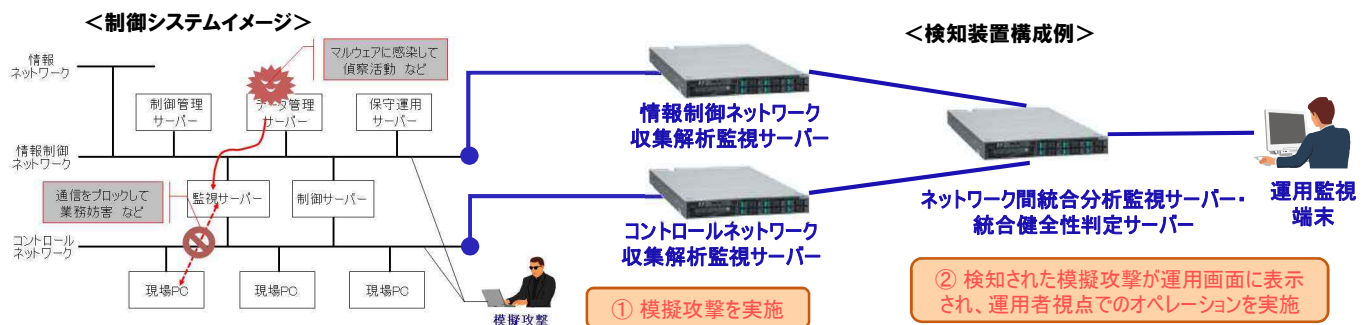 ＜制御システムイメージ＞
＜検知装置構成例＞
情報
ネットワーク
マルウェアに感染して
偵察活動 など
制御管理
サーバー
データ管理
サーバー
保守運用
サーバー
情報制御
ネットワーク
通信をブロックして
業務妨害 など
監視サーバー
制御サーバー
コントロール
ネットワーク
現場PC
現場PC
現場PC
模擬攻撃
情報制御ネットワーク
収集解析監視サーバー
コントロールネットワーク
収集解析監視サーバー
① 模擬攻撃を実施
ネットワーク間統合分析監視サーバー・
統合健全性判定サーバー
運用監視
端末
② 検知された模擬攻撃が運用画面に表示
され、運用者視点でのオペレーションを実施